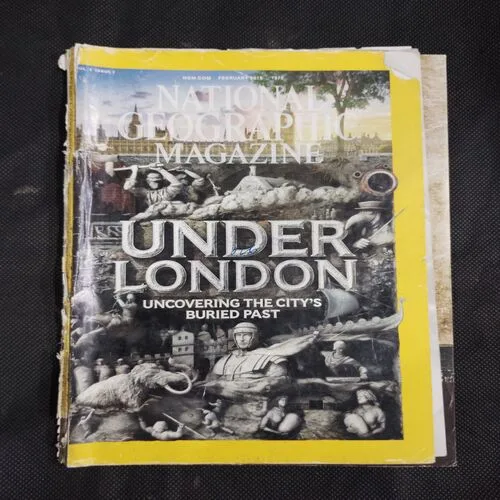 NGM.COM FEBRUARY 2016
NATIONAL
GEOGRAPHIC
MAGAZINE
UNDER
LONDON
UNCOVERING THE CITY'S
BURIED PAST